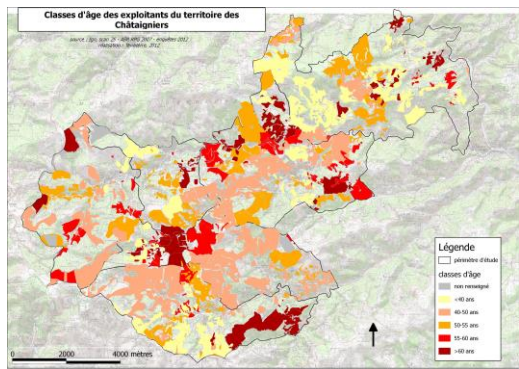 Classes d'âge des exploitants du territoire des
Châtaigniers
Légende
périmètre d'étude
classes d'âge
non renseigné
<40 ans
40-50 ans
50-55 ans
55-60 ans
>60 ans
0 2000 4000 mètres